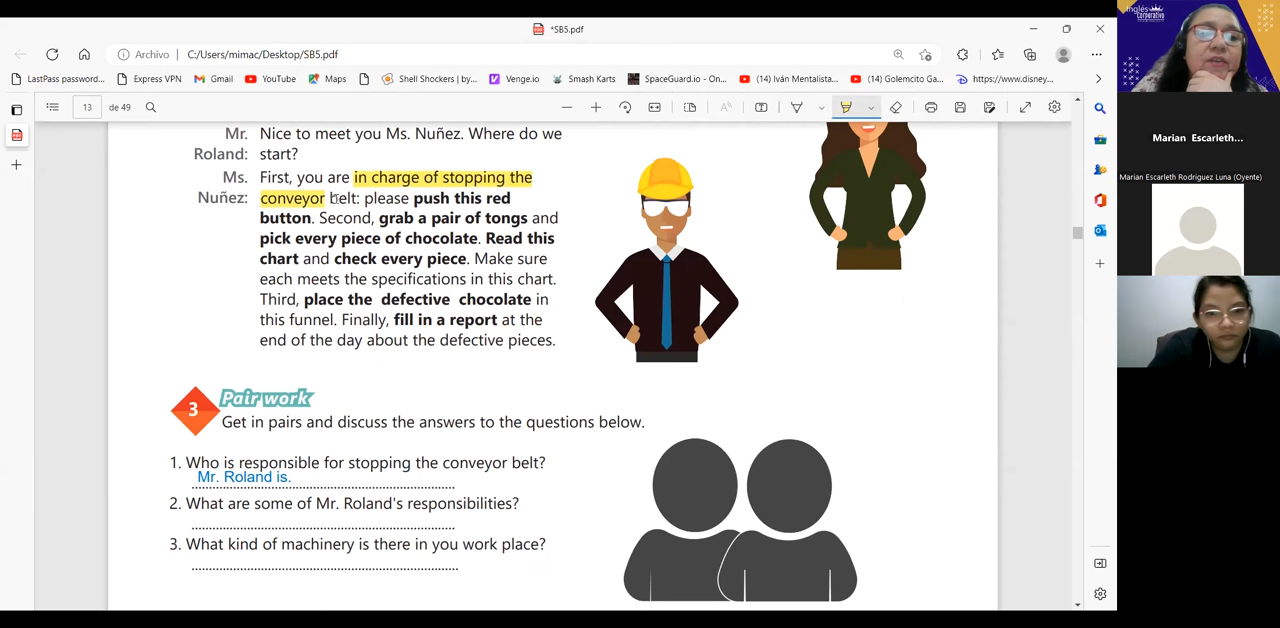 *SB5.pdf
Archivo
C:/Users/mimac/Desktop/SB5.pdf
LastPass password...
Express VPN
Gmail
YouTube
Maps
Shell Shockers | by...
Venge.io
Smash Karts
SpaceGuard.io - On...
(14) Iván Mentalista...
(14) Golemcito Ga...
https://www.disney...
13
de 49
Mr. Nice to meet you Ms. Nuñez. Where do we
Roland: start?
Ms. First, you are in charge of stopping the
Nuñez: conveyor belt: please push this red
button. Second, grab a pair of tongs and
pick every piece of chocolate. Read this
chart and check every piece. Make sure
each meets the specifications in this chart.
Third, place the defective chocolate in
this funnel. Finally, fill in a report at the
end of the day about the defective pieces.
3
Pair work
Get in pairs and discuss the answers to the questions below.
1. Who is responsible for stopping the conveyor belt?
Mr. Roland is.
2. What are some of Mr. Roland's responsibilities?
3. What kind of machinery is there in you work place?
Inglés
Corporativo
Marian Escarleth...
Marian Escarleth Rodriguez Luna (Oyente)